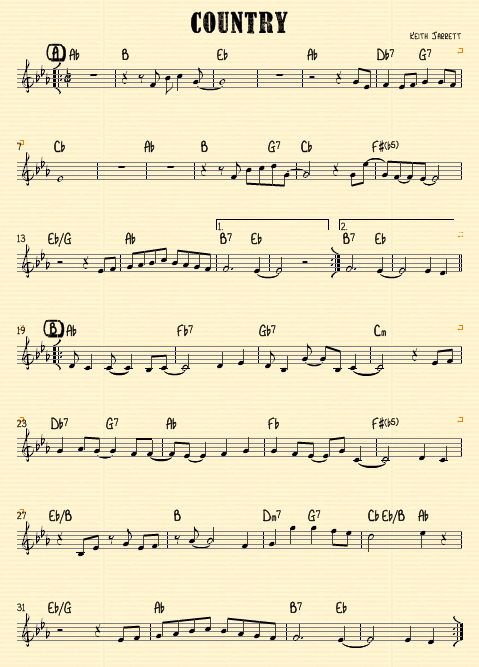 COUNTRY
KEITH JARRETT
A Ab B Eb Ab Db7 G7
7 Cb Ab B G7 Cb F#(b5)
1. 2.
13 Eb/G Ab B7 Eb B7 Eb
19 B Ab Fb7 Gb7 Cm
23 Db7 G7 Ab Fb F#(b5)
27 Eb/B B Dm7 G7 Cb Eb/B Ab
31 Eb/G Ab B7 Eb